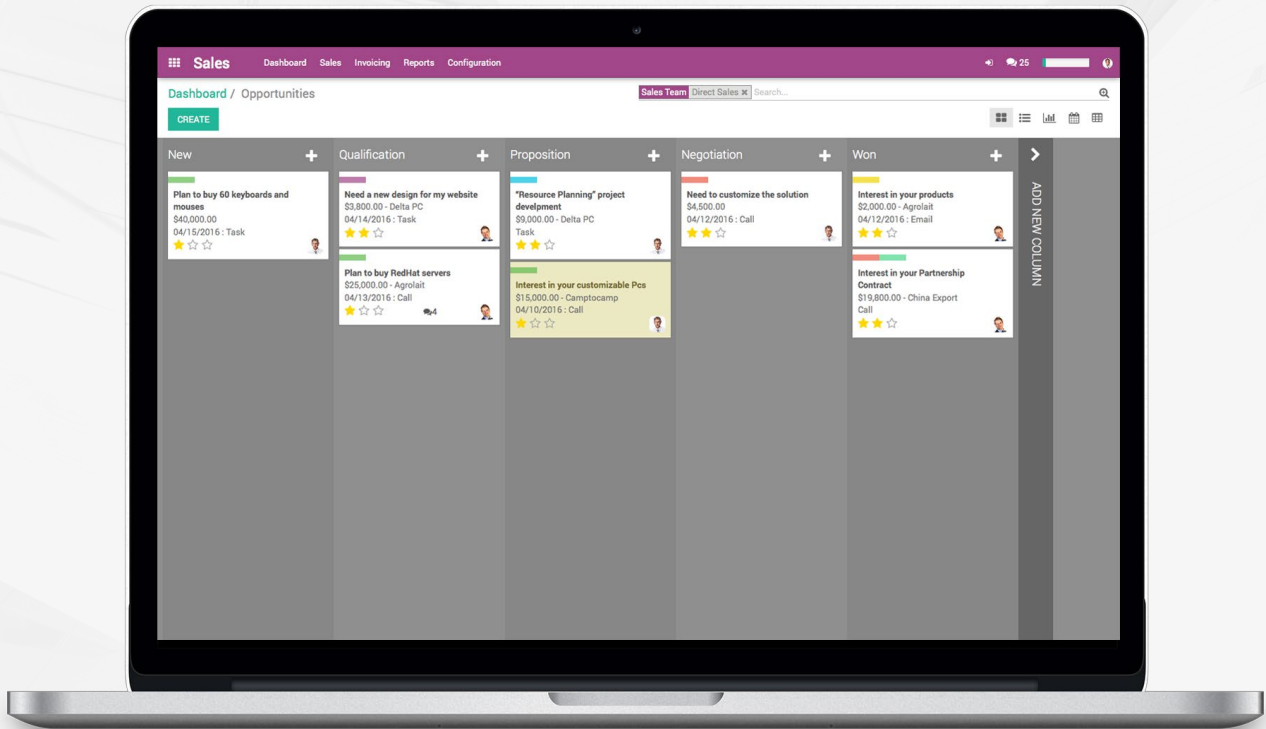 Sales Dashboard Sales Invoicing Reports Configuration 25
Dashboard / Opportunities
Sales Team Direct Sales ✖ Search...
CREATE
New
Plan to buy 60 keyboards and
mouses
$40,000.00
04/15/2016 : Task
Qualification
Need a new design for my website
$3,800.00 - Delta PC
04/14/2016 : Task
Plan to buy RedHat servers
$25,000.00 - Agrolait
04/13/2016 : Call
4
Proposition
"Resource Planning" project
develpment
$9,000.00 - Delta PC
Task
Interest in your customizable Pcs
$15,000.00 - Camptocamp
04/10/2016 : Call
Negotiation
Need to customize the solution
$4,500.00
04/12/2016 : Call
Won
Interest in your products
$2,000.00 - Agrolait
04/12/2016 : Email
Interest in your Partnership
Contract
$19,800.00 - China Export
Call
ADD NEW COLUMN